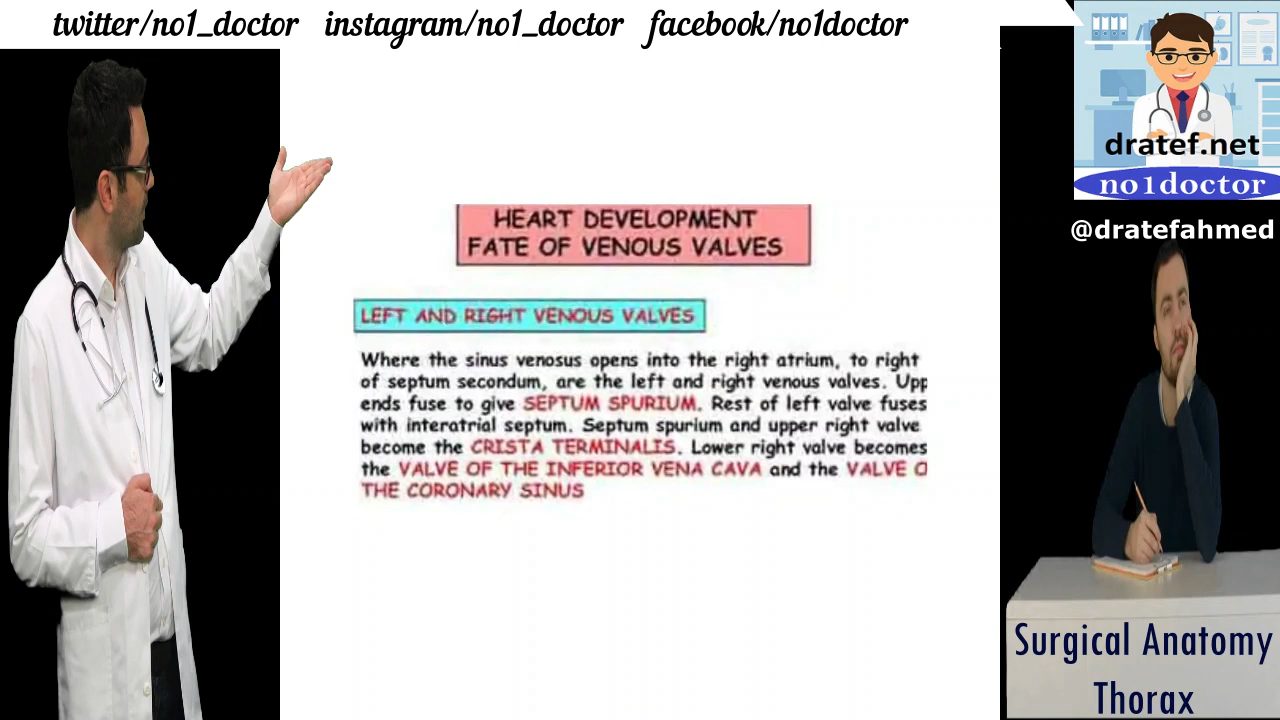 twitter/no1_doctor instagram/no1_doctor facebook/no1doctor
dratef.net
no1doctor
@dratefahmed
HEART DEVELOPMENT
FATE OF VENOUS VALVES
LEFT AND RIGHT VENOUS VALVES
Where the sinus venosus opens into the right atrium, to right
of septum secondum, are the left and right venous valves. Upp
ends fuse to give SEPTUM SPURIUM. Rest of left valve fuses
with interatrial septum. Septum spurium and upper right valve
become the CRISTA TERMINALIS. Lower right valve becomes
the VALVE OF THE INFERIOR VENA CAVA and the VALVE O
THE CORONARY SINUS
Surgical Anatomy
Thorax